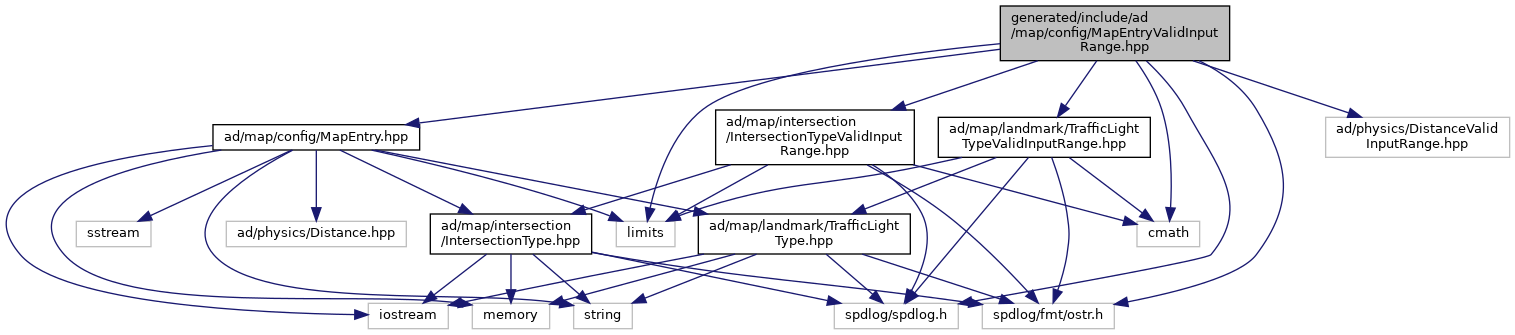 generated/include/ad
/map/config/MapEntryValidInput
Range.hpp
ad/map/config/MapEntry.hpp
ad/map/intersection
/IntersectionTypeValidInput
Range.hpp
ad/map/landmark/TrafficLight
TypeValidInputRange.hpp
ad/physics/DistanceValid
InputRange.hpp
sstream
ad/physics/Distance.hpp
ad/map/intersection
/IntersectionType.hpp
limits
ad/map/landmark/TrafficLight
Type.hpp
cmath
iostream
memory
string
spdlog/spdlog.h
spdlog/fmt/ostr.h